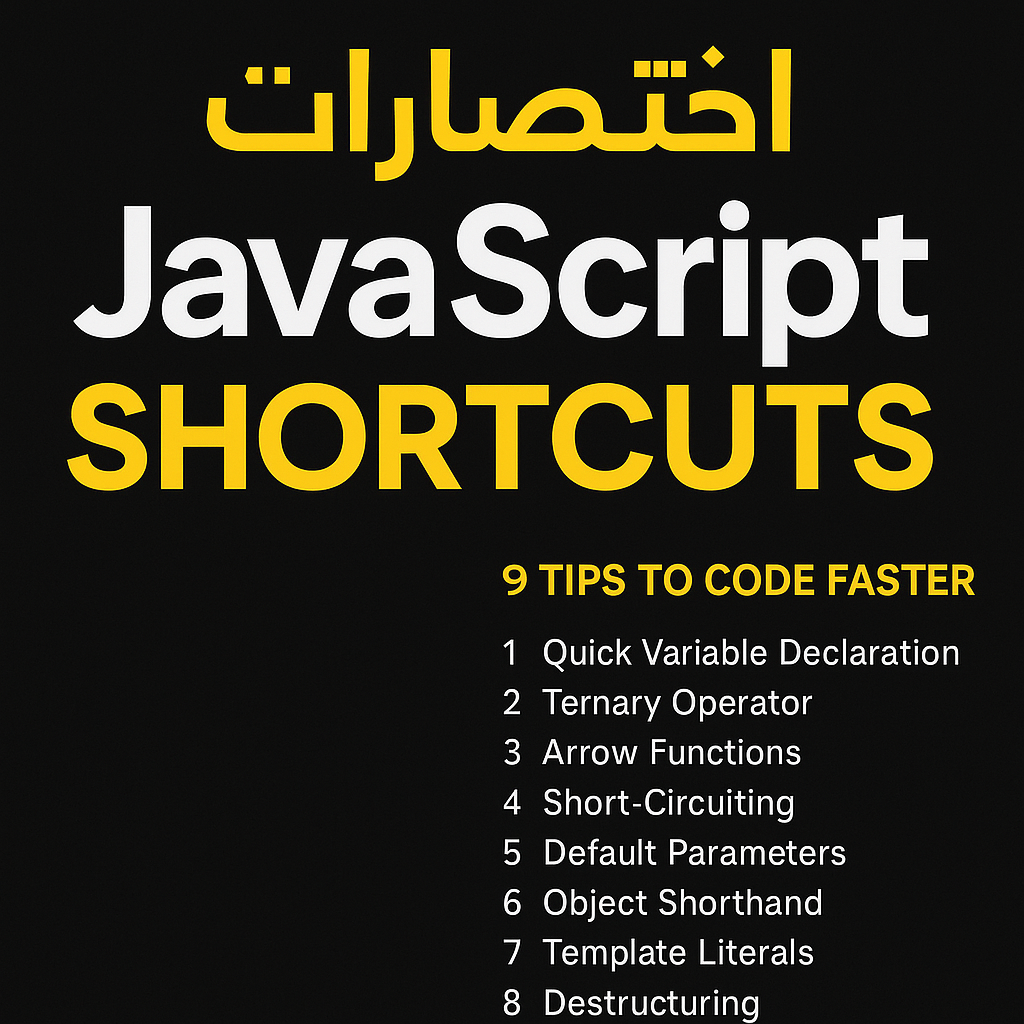 اختصارات
JavaScript
SHORTCUTS
9 TIPS TO CODE FASTER
1 Quick Variable Declaration
2 Ternary Operator
3 Arrow Functions
4 Short-Circuiting
5 Default Parameters
6 Object Shorthand
7 Template Literals
8 Destructuring